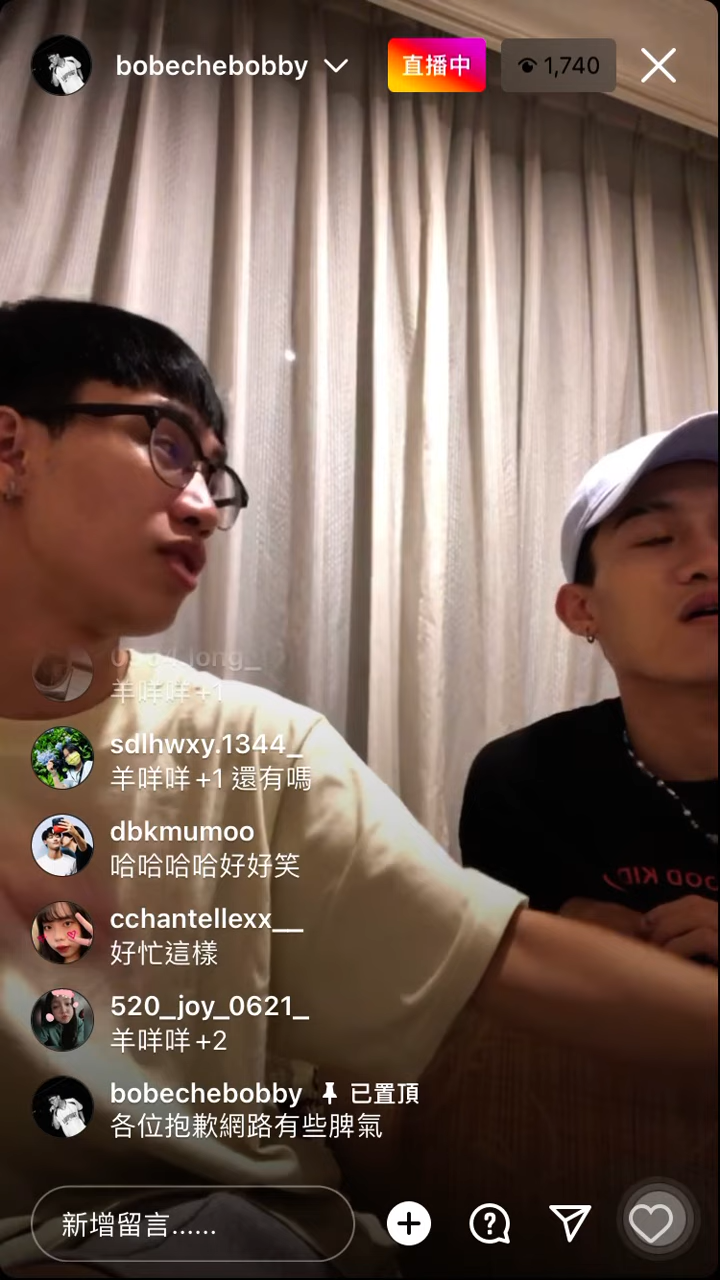 bobechebobby
直播中
1,740
羊咩咩+1
sdlhwxy.1344_
羊咩咩+1 還有嗎
dbkmumoo
哈哈哈哈好好笑
cchantellexx__
好忙這樣
520_joy_0621_
羊咩咩+2
bobechebobby 已置頂
各位抱歉網路有些脾氣
新增留言......